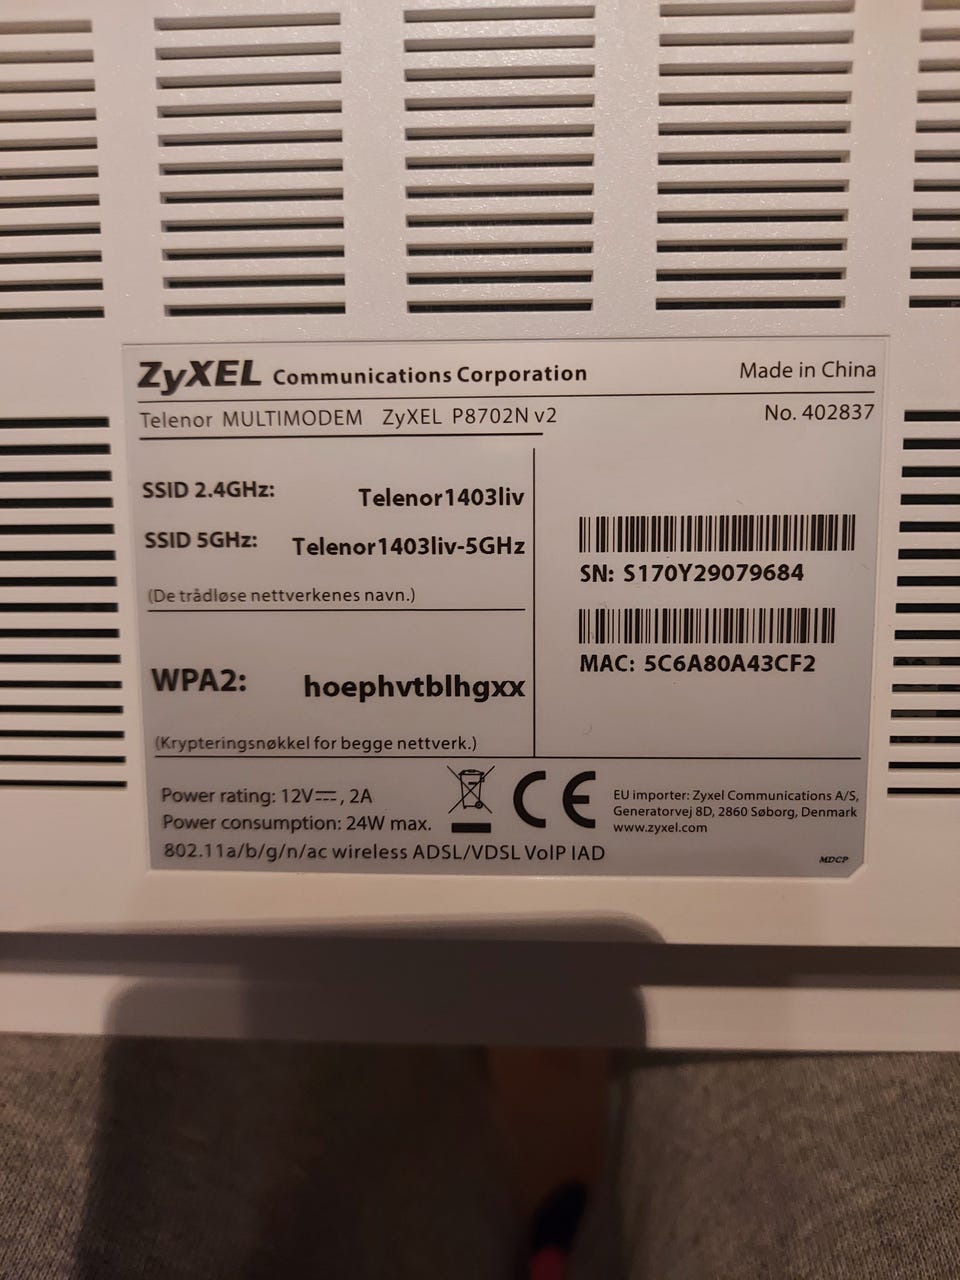 ZyXEL Communications Corporation
Made in China
Telenor MULTIMODEM ZyXEL P8702N v2
No. 402837
SSID 2.4GHz: Telenor1403liv
SSID 5GHz: Telenor1403liv-5GHz
(De trådløse nettverkenes navn.)
WPA2: hoephvtblhgxx
(Krypteringsnøkkel for begge nettverk.)
SN: S170Y29079684
MAC: 5C6A80A43CF2
Power rating: 12V⎓, 2A
Power consumption: 24W max.
802.11a/b/g/n/ac wireless ADSL/VDSL VoIP IAD
CE
EU importer: Zyxel Communications A/S,
Generatorvej 8D, 2860 Søborg, Denmark
www.zyxel.com
MDCP